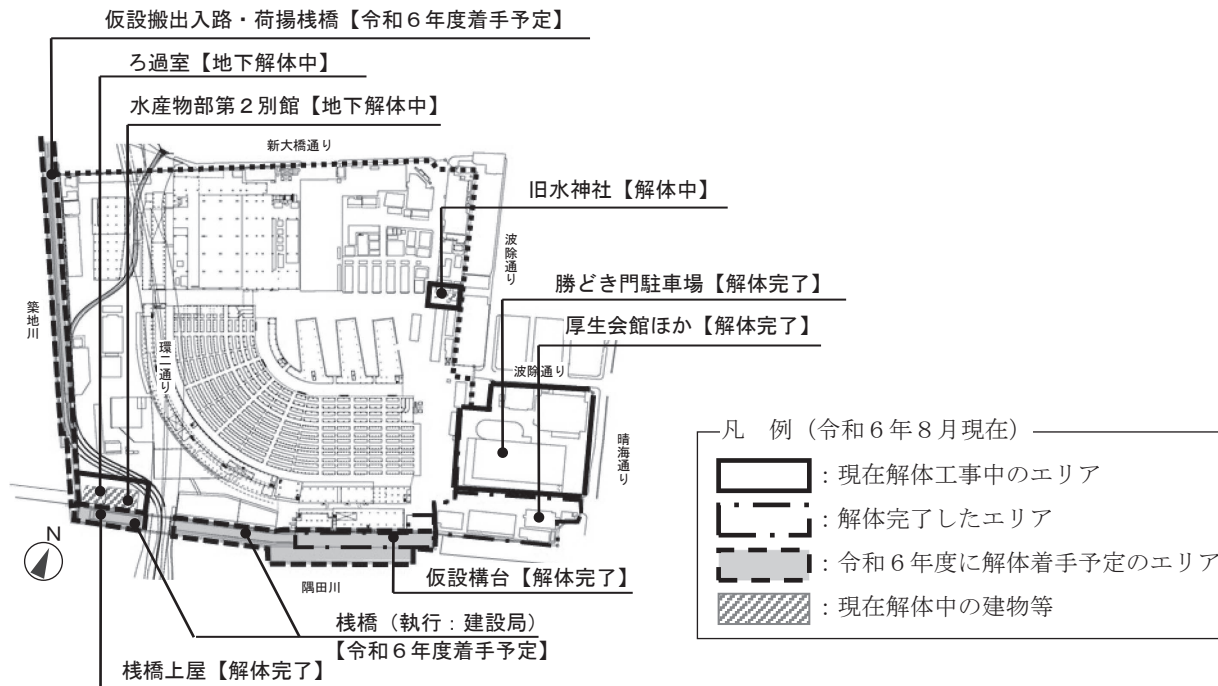 仮設搬出入路・荷揚桟橋【令和６年度着手予定】
ろ過室【地下解体中】
水産物部第２別館【地下解体中】
新大橋通り
旧水神社【解体中】
波除通り
勝どき門駐車場【解体完了】
厚生会館ほか【解体完了】
築地川
環二通り
波除通り
晴海通り
凡　例（令和６年８月現在）
：現在解体工事中のエリア
：解体完了したエリア
：令和６年度に解体着手予定のエリア
：現在解体中の建物等
N
仮設構台【解体完了】
隅田川
桟橋（執行：建設局）
【令和６年度着手予定】
桟橋上屋【解体完了】